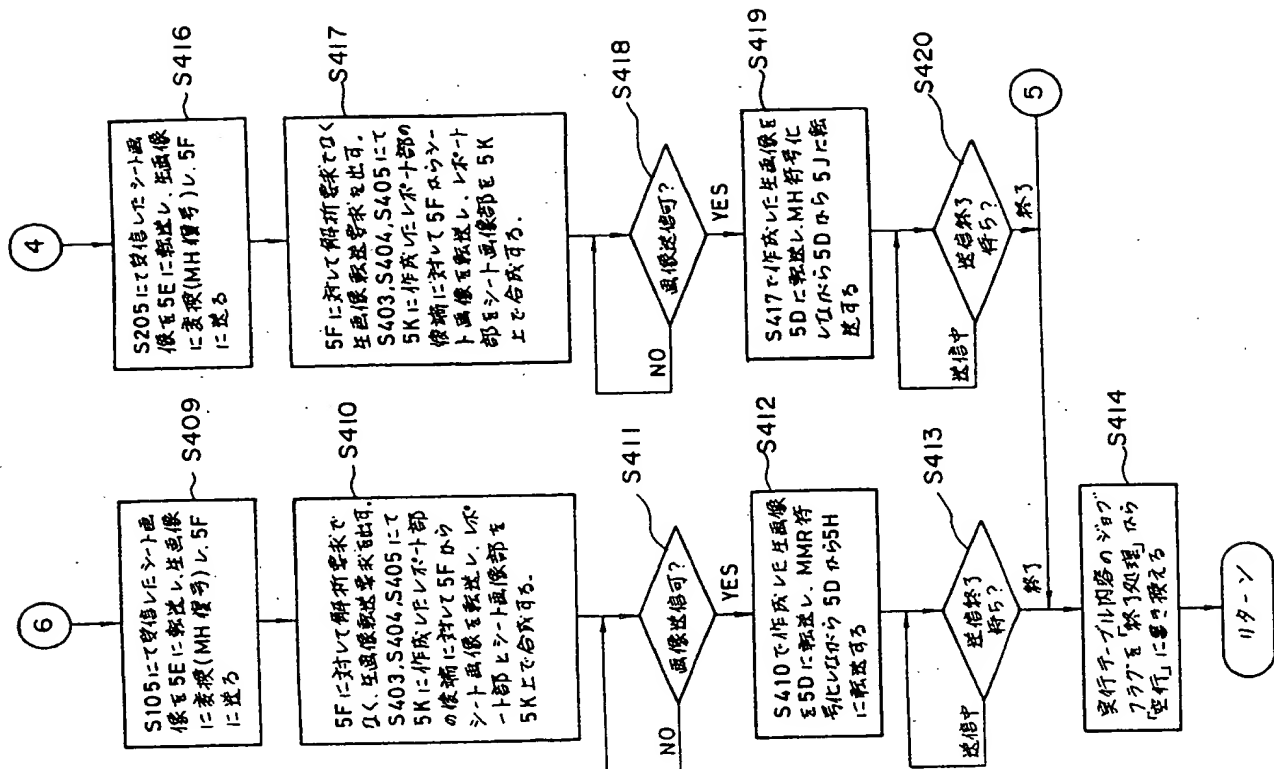 6
S409
S105にて受信したシート画
像を5Eに転送し、生画像
に変換(MH復号)し、5F
に送る
S410
5Fに対して解析要求で
なく、生画像転送要求を出す。
S403,S404,S405にて
5Kに作成したレポート部
の後端に対して5Fから
シート画像を転送し、レポ
ート部とシート画像部を
5K上で合成する。
S411
画像送信可?
NO
YES
S412
S410で作成した生画像
を5Dに転送し、MMR符
号化しながら5Dから5H
に転送する
S413
送信終了
待ち?
送信中
終了
S414
実行テーブル内容のジョブ
フラグを「終了処理」から
「空行」に書き換える
リターン
4
S416
S205にて受信したシート画
像を5Eに転送し、生画像
に変換(MH復号)し、5F
に送る
S417
5Fに対して解析要求でなく
生画像転送要求を出す。
S403,S404,S405にて
5Kに作成したレポート部の
後端に対して5Fからシー
ト画像を転送し、レポート
部をシート画像部を5K
上で合成する。
S418
画像送信可?
NO
YES
S419
S417で作成した生画像を
5Dに転送し、MH符号化
しながら5Dから5Jに転
送する
S420
送信終了
待ち?
送信中
終了
5